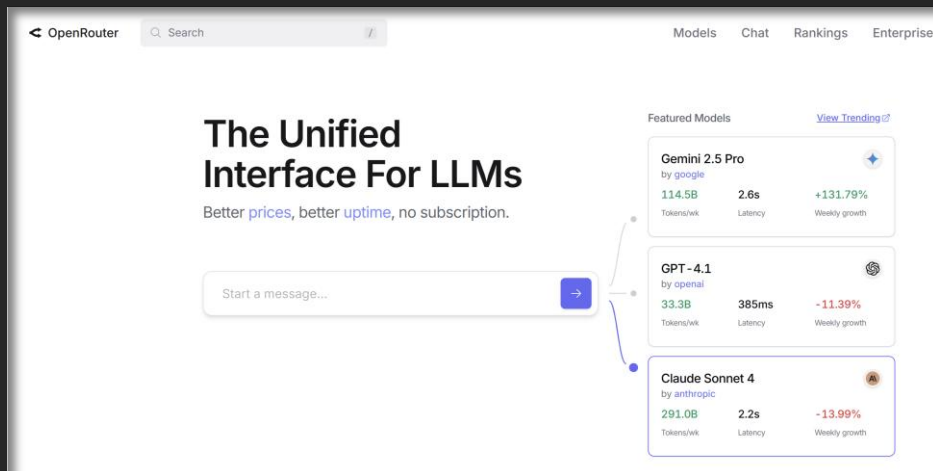 OpenRouter
Search
/
Models Chat Rankings Enterprise
The Unified
Interface For LLMs
Better prices, better uptime, no subscription.
Start a message...
Featured Models View Trending
Gemini 2.5 Pro
by google
114.5B 2.6s +131.79%
Tokens/wk Latency Weekly growth
GPT-4.1
by openai
33.3B 385ms -11.39%
Tokens/wk Latency Weekly growth
Claude Sonnet 4
by anthropic
291.0B 2.2s -13.99%
Tokens/wk Latency Weekly growth